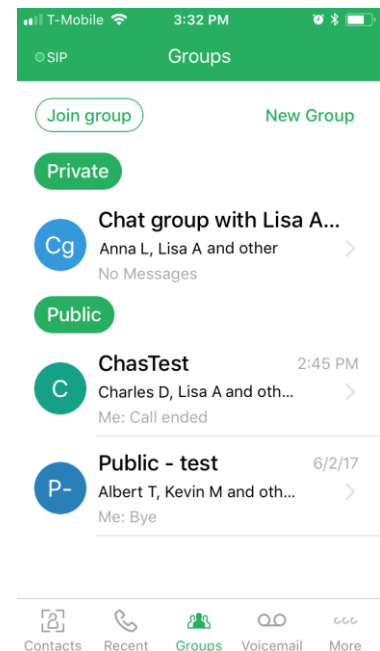 T-Mobile 3:32 PM
SIP Groups
Join group New Group
Private
Chat group with Lisa A...
Cg
Anna L, Lisa A and other
No Messages
Public
ChasTest 2:45 PM
C
Charles D, Lisa A and oth...
Me: Call ended
Public - test 6/2/17
P-
Albert T, Kevin M and oth...
Me: Bye
Contacts Recent Groups Voicemail More